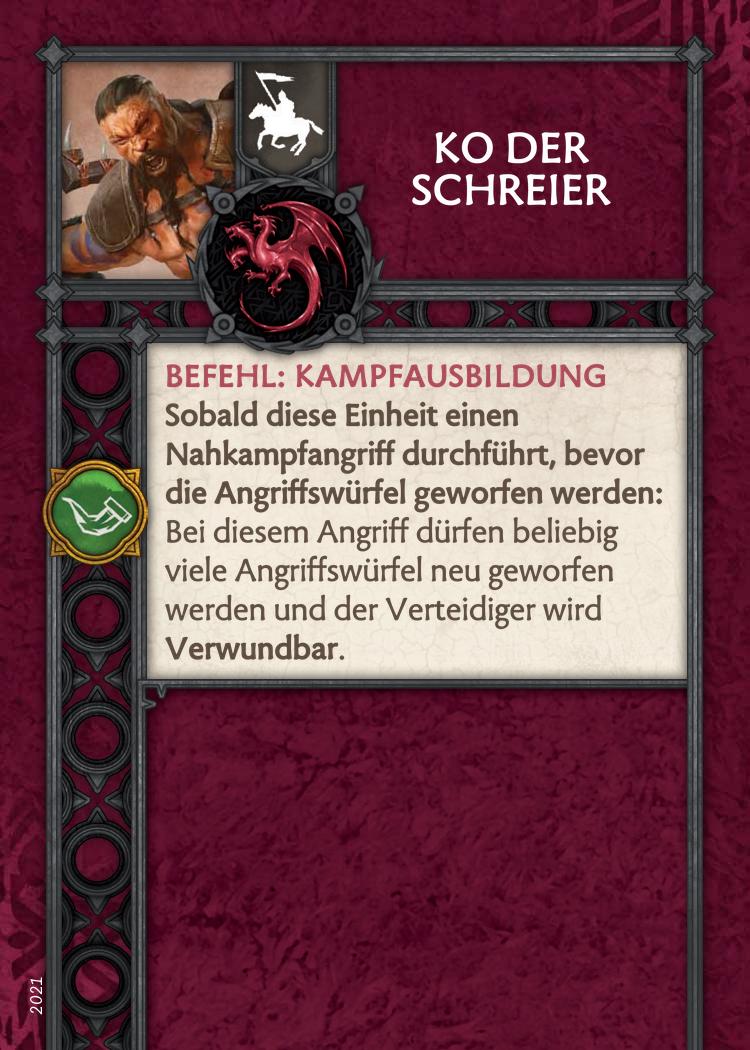 KO DER
SCHREIER
BEFEHL: KAMPFAUSBILDUNG
Sobald diese Einheit einen
Nahkampfangriff durchführt, bevor
die Angriffswürfel geworfen werden:
Bei diesem Angriff dürfen beliebig
viele Angriffswürfel neu geworfen
werden und der Verteidiger wird
Verwundbar.
2021